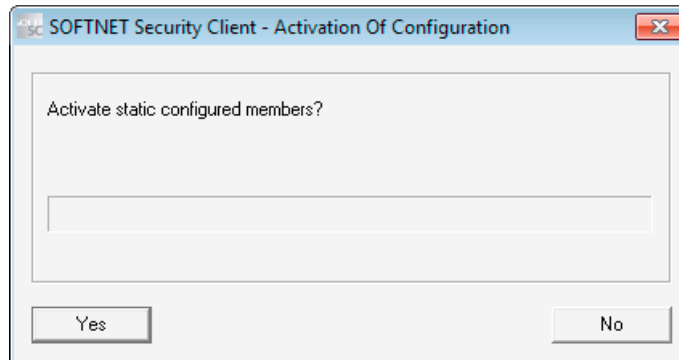 SOFTNET Security Client - Activation Of Configuration
Activate static configured members?
Yes
No